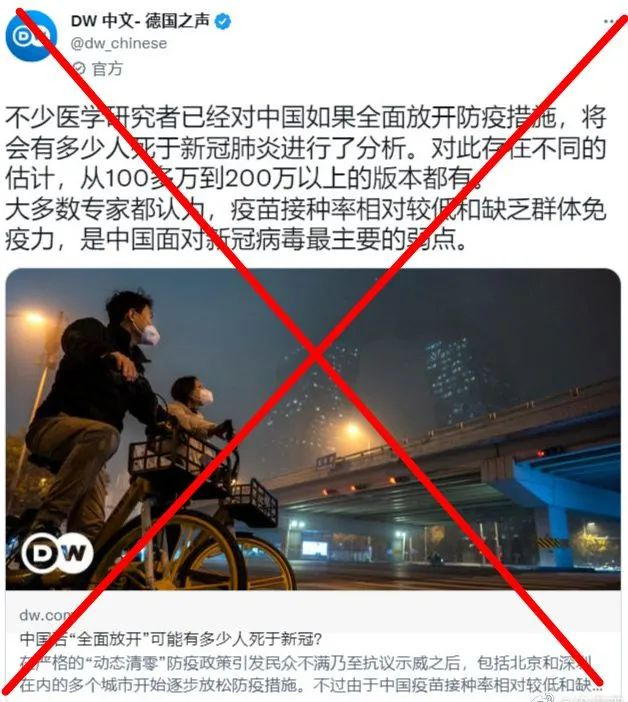 DW 中文- 德国之声
@dw_chinese
官方
不少医学研究者已经对中国如果全面放开防疫措施，将
会有多少人死于新冠肺炎进行了分析。对此存在不同的
估计，从100多万到200万以上的版本都有。
大多数专家都认为，疫苗接种率相对较低和缺乏群体免
疫力，是中国面对新冠病毒最主要的弱点。
DW
dw.com
中国若“全面放开”可能有多少人死于新冠?
在严格的“动态清零”防疫政策引发民众不满乃至抗议示威之后，包括北京和深圳
在内的多个城市开始逐步放松防疫措施。不过由于中国疫苗接种率相对较低和缺...